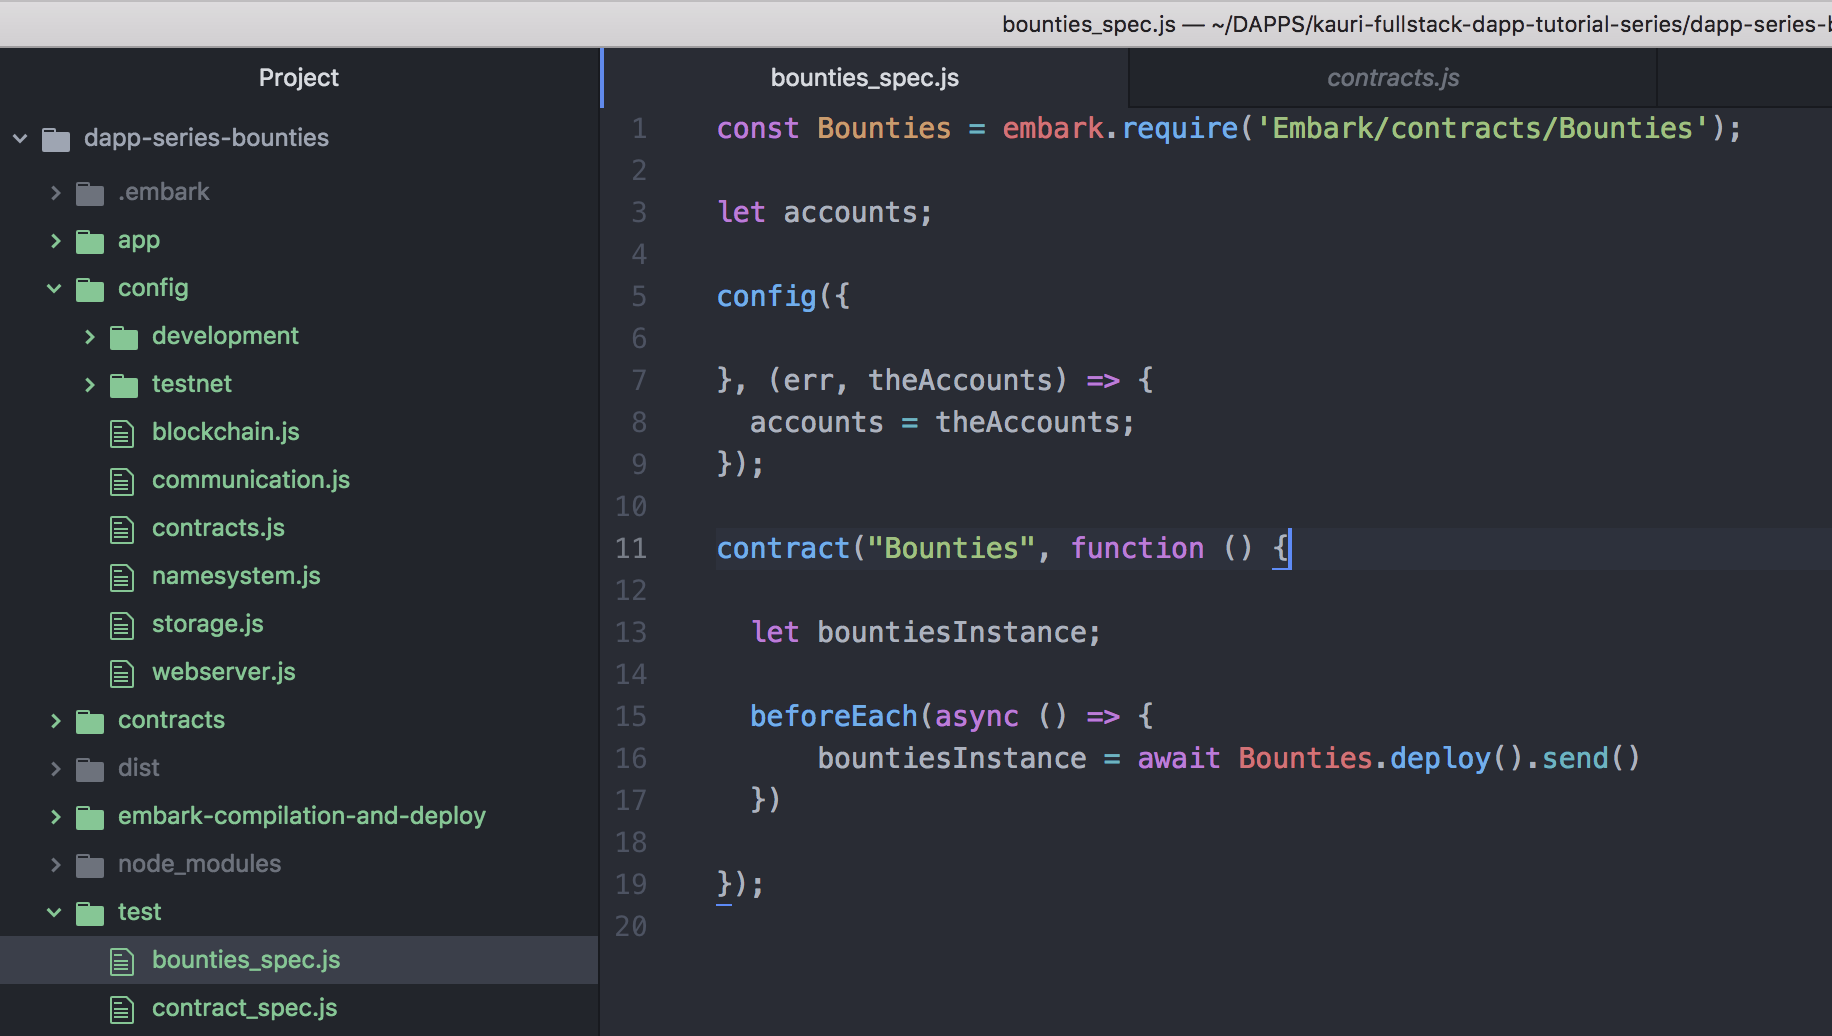 bounties_spec.js — ~/DAPPS/kauri-fullstack-dapp-tutorial-series/dapp-series-
Project
dapp-series-bounties
.embark
app
config
development
testnet
blockchain.js
communication.js
contracts.js
namesystem.js
storage.js
webserver.js
contracts
dist
embark-compilation-and-deploy
node_modules
test
bounties_spec.js
contract_spec.js
bounties_spec.js
contracts.js
1 const Bounties = embark.require('Embark/contracts/Bounties');
2
3 let accounts;
4
5 config({
6
7 }, (err, theAccounts) => {
8   accounts = theAccounts;
9 });
10
11 contract("Bounties", function () {
12
13   let bountiesInstance;
14
15   beforeEach(async () => {
16       bountiesInstance = await Bounties.deploy().send()
17   })
18
19 });
20